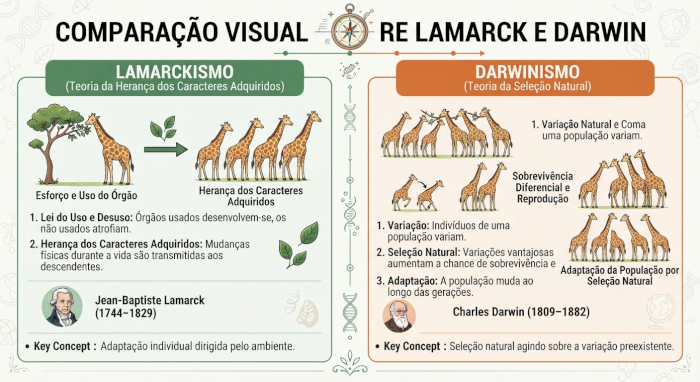 COMPARAÇÃO VISUAL RE LAMARCK E DARWIN
LAMARCKISMO
(Teoria da Herança dos Caracteres Adquiridos)
Esforço e Uso do Órgão
Herança dos Caracteres
Adquiridos
1. Lei do Uso e Desuso: Órgãos usados desenvolvem-se, os
não usados atrofiam.
2. Herança dos Caracteres Adquiridos: Mudanças
físicas durante a vida são transmitidas aos
descendentes.
Jean-Baptiste Lamarck
(1744–1829)
• Key Concept : Adaptação individual dirigida pelo ambiente.
DARWINISMO
(Teoria da Seleção Natural)
1. Variação Natural e Coma
uma população variam.
Sobrevivência
Diferencial e
Reprodução
1. Variação: Indivíduos de uma
população variam.
2. Seleção Natural: Variações vantajosas
aumentam a chance de sobrevivência e
3. Adaptação: A população muda ao
longo das gerações.
Adaptação da População por
Seleção Natural
Charles Darwin (1809–1882)
• Key Concept : Seleção natural agindo sobre a variação preexistente.